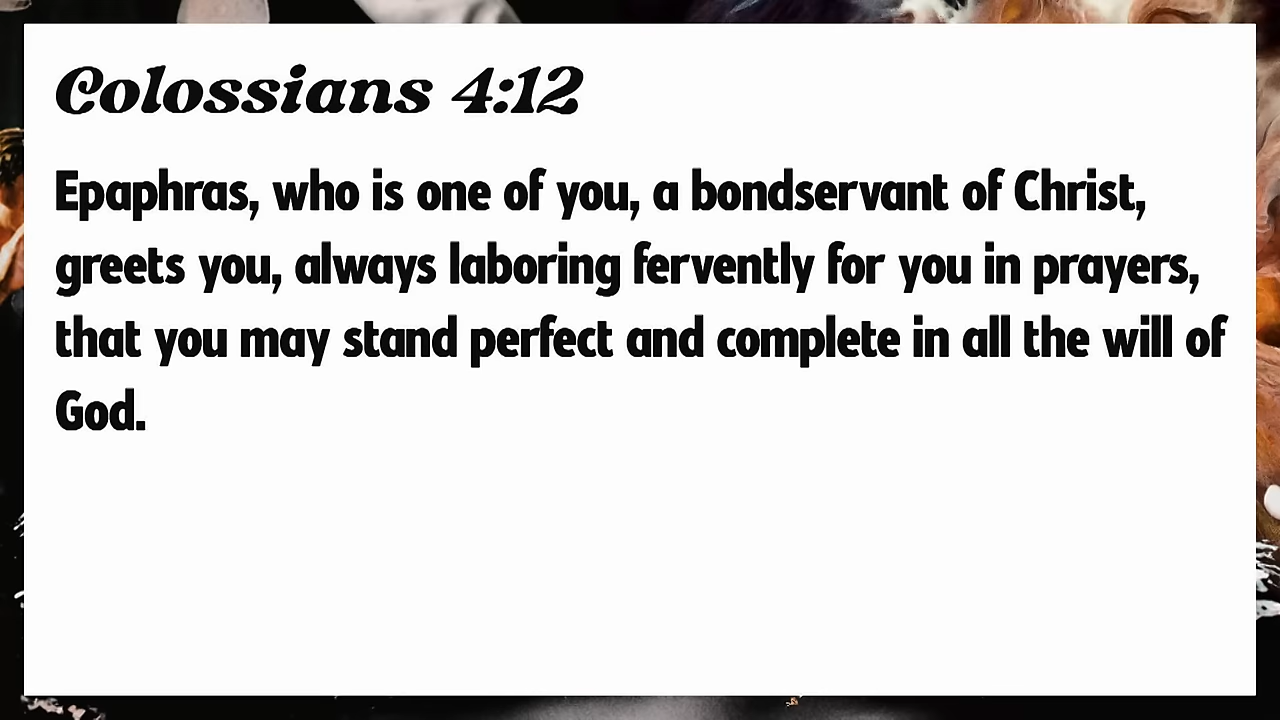 Colossians 4:12
Epaphras, who is one of you, a bondservant of Christ,
greets you, always laboring fervently for you in prayers,
that you may stand perfect and complete in all the will of
God.